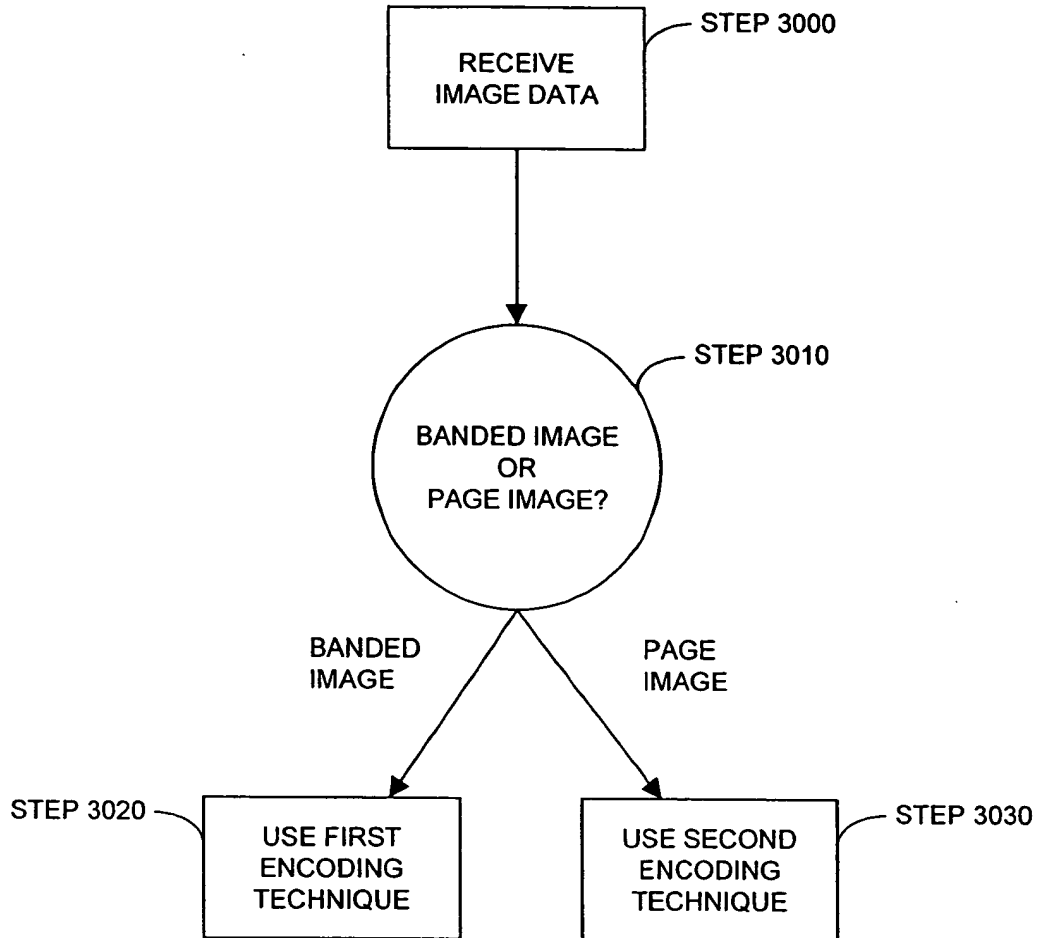 STEP 3000
RECEIVE
IMAGE DATA
STEP 3010
BANDED IMAGE
OR
PAGE IMAGE?
BANDED
IMAGE
PAGE
IMAGE
STEP 3020
USE FIRST
ENCODING
TECHNIQUE
USE SECOND
ENCODING
TECHNIQUE
STEP 3030